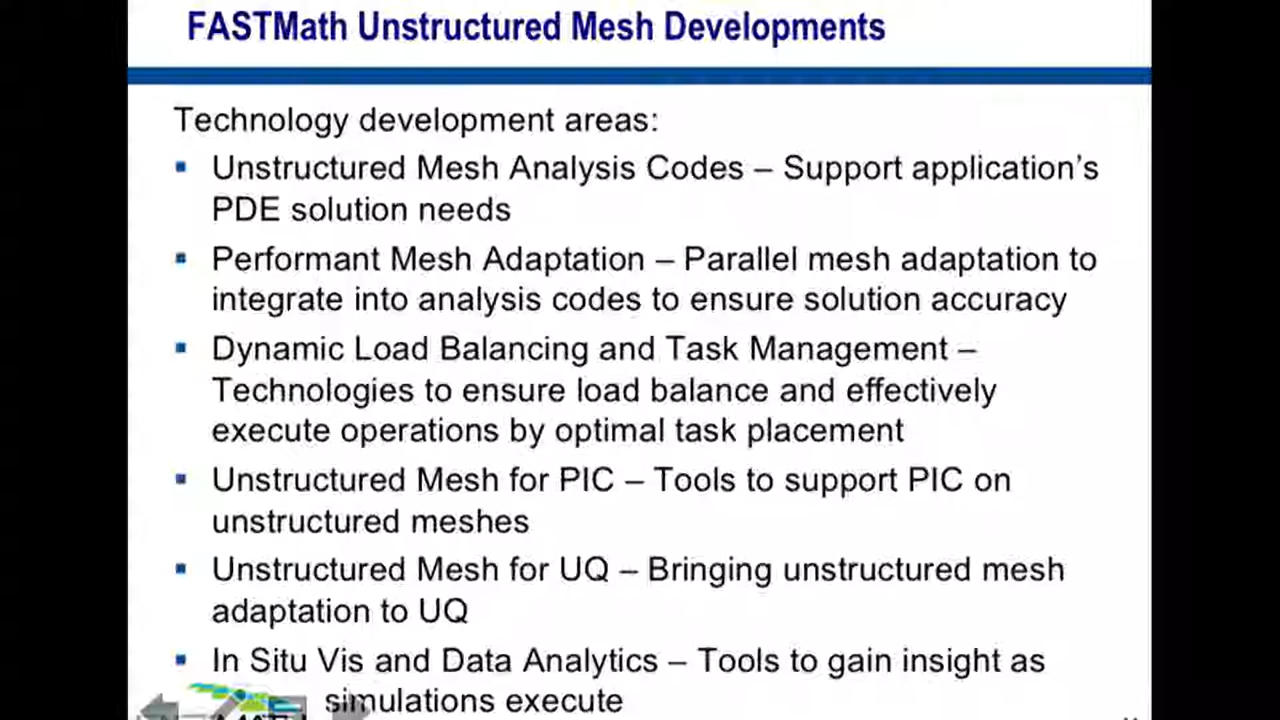 FASTMath Unstructured Mesh Developments
Technology development areas:
Unstructured Mesh Analysis Codes – Support application's
PDE solution needs
Performant Mesh Adaptation – Parallel mesh adaptation to
integrate into analysis codes to ensure solution accuracy
Dynamic Load Balancing and Task Management –
Technologies to ensure load balance and effectively
execute operations by optimal task placement
Unstructured Mesh for PIC – Tools to support PIC on
unstructured meshes
Unstructured Mesh for UQ – Bringing unstructured mesh
adaptation to UQ
In Situ Vis and Data Analytics – Tools to gain insight as
simulations execute